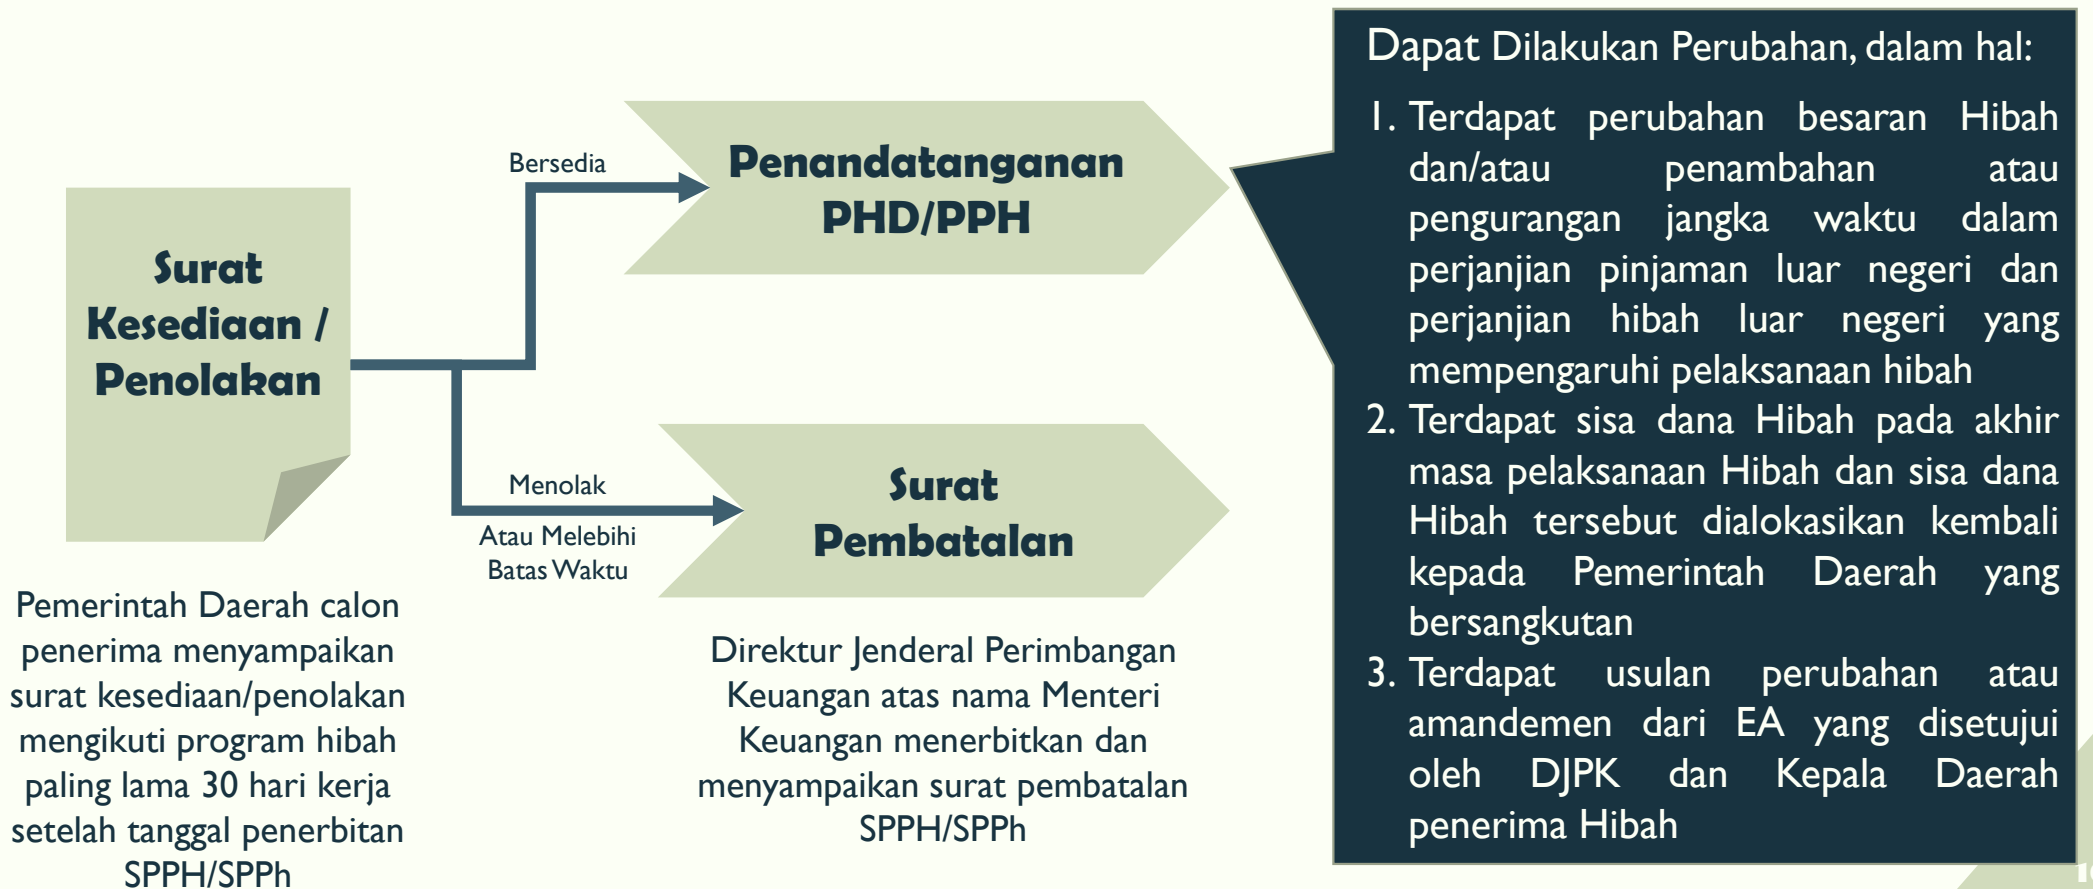 Surat
Kesediaan /
Penolakan
Pemerintah Daerah calon
penerima menyampaikan
surat kesediaan/penolakan
mengikuti program hibah
paling lama 30 hari kerja
setelah tanggal penerbitan
SPPH/SPPh
Bersedia
Penandatanganan
PHD/PPH
Menolak
Atau Melebihi
Batas Waktu
Surat
Pembatalan
Direktur Jenderal Perimbangan
Keuangan atas nama Menteri
Keuangan menerbitkan dan
menyampaikan surat pembatalan
SPPH/SPPh
Dapat Dilakukan Perubahan, dalam hal:
1. Terdapat perubahan besaran Hibah
dan/atau penambahan atau
pengurangan jangka waktu dalam
perjanjian pinjaman luar negeri dan
perjanjian hibah luar negeri yang
mempengaruhi pelaksanaan hibah
2. Terdapat sisa dana Hibah pada akhir
masa pelaksanaan Hibah dan sisa dana
Hibah tersebut dialokasikan kembali
kepada Pemerintah Daerah yang
bersangkutan
3. Terdapat usulan perubahan atau
amandemen dari EA yang disetujui
oleh DJPK dan Kepala Daerah
penerima Hibah